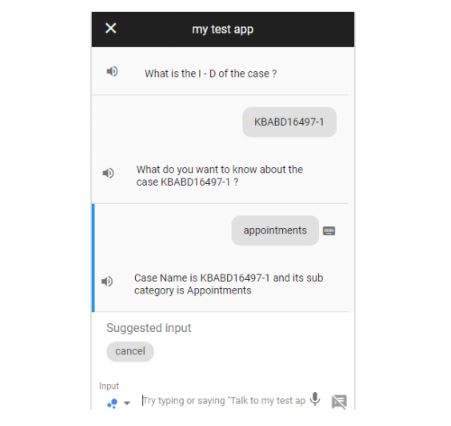 my test app
What is the I - D of the case ?
KBABD16497-1
What do you want to know about the
case KBABD16497-1 ?
appointments
Case Name is KBABD16497-1 and its sub
category is Appointments
Suggested input
cancel
Input
Try typing or saying "Talk to my test ap